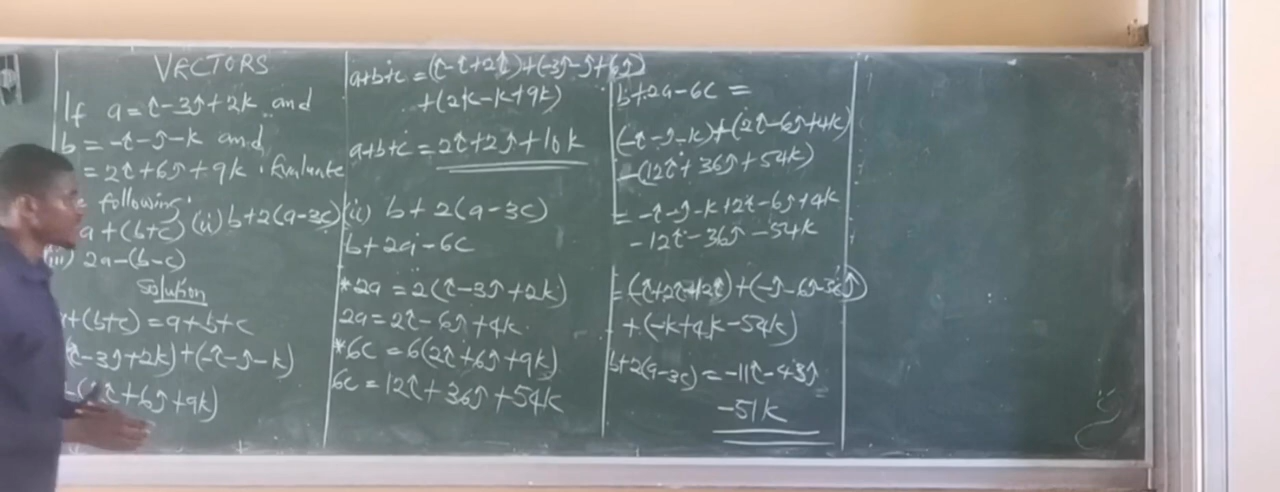 VECTORS
If a = i - 3j + 2k and
b = -i - j - k and
= 2i + 6j + 9k . Evaluate
following:
a + (b+c) (ii) b + 2(a - 3c)
iii) 2a - (b - c)
Solution
+ (b+c) = a + b + c
(i - 3j + 2k) + (-i - j - k)
i + 6j + 9k)
a+b+c = (i - i + 2i) + (-3j - j + 6j)
+ (2k - k + 9k)
a+b+c = 2i + 2j + 10k
(ii) b + 2(a - 3c)
b + 2a - 6c
*2a = 2(i - 3j + 2k)
2a = 2i - 6j + 4k
*6c = 6(2i + 6j + 9k)
6c = 12i + 36j + 54k
b + 2a - 6c =
(-i - j - k) + (2i - 6j + 4k)
-(12i + 36j + 54k)
= -i - j - k + 2i - 6j + 4k
- 12i - 36j - 54k
= (-i + 2i - 12i) + (-j - 6j - 36j)
+ (-k + 4k - 54k)
b + 2(a - 3c) = -11i - 43j
- 51k